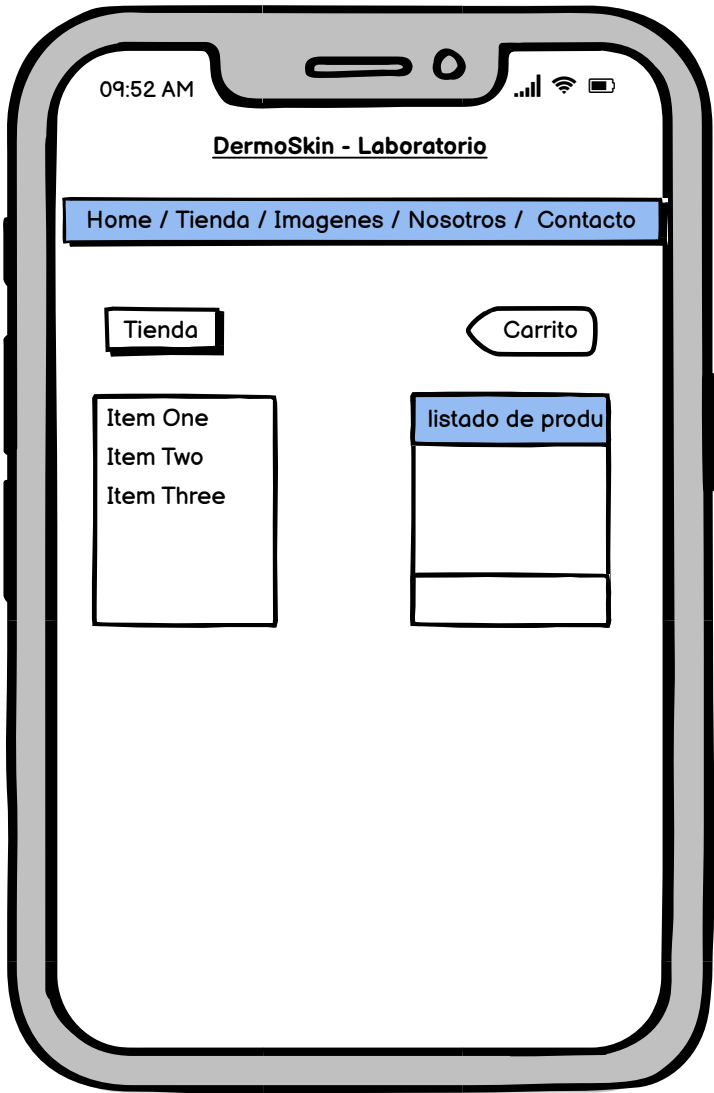 09:52 AM
DermoSkin - Laboratorio
Home / Tienda / Imagenes / Nosotros / Contacto
Tienda
Carrito
Item One
Item Two
Item Three
listado de produ